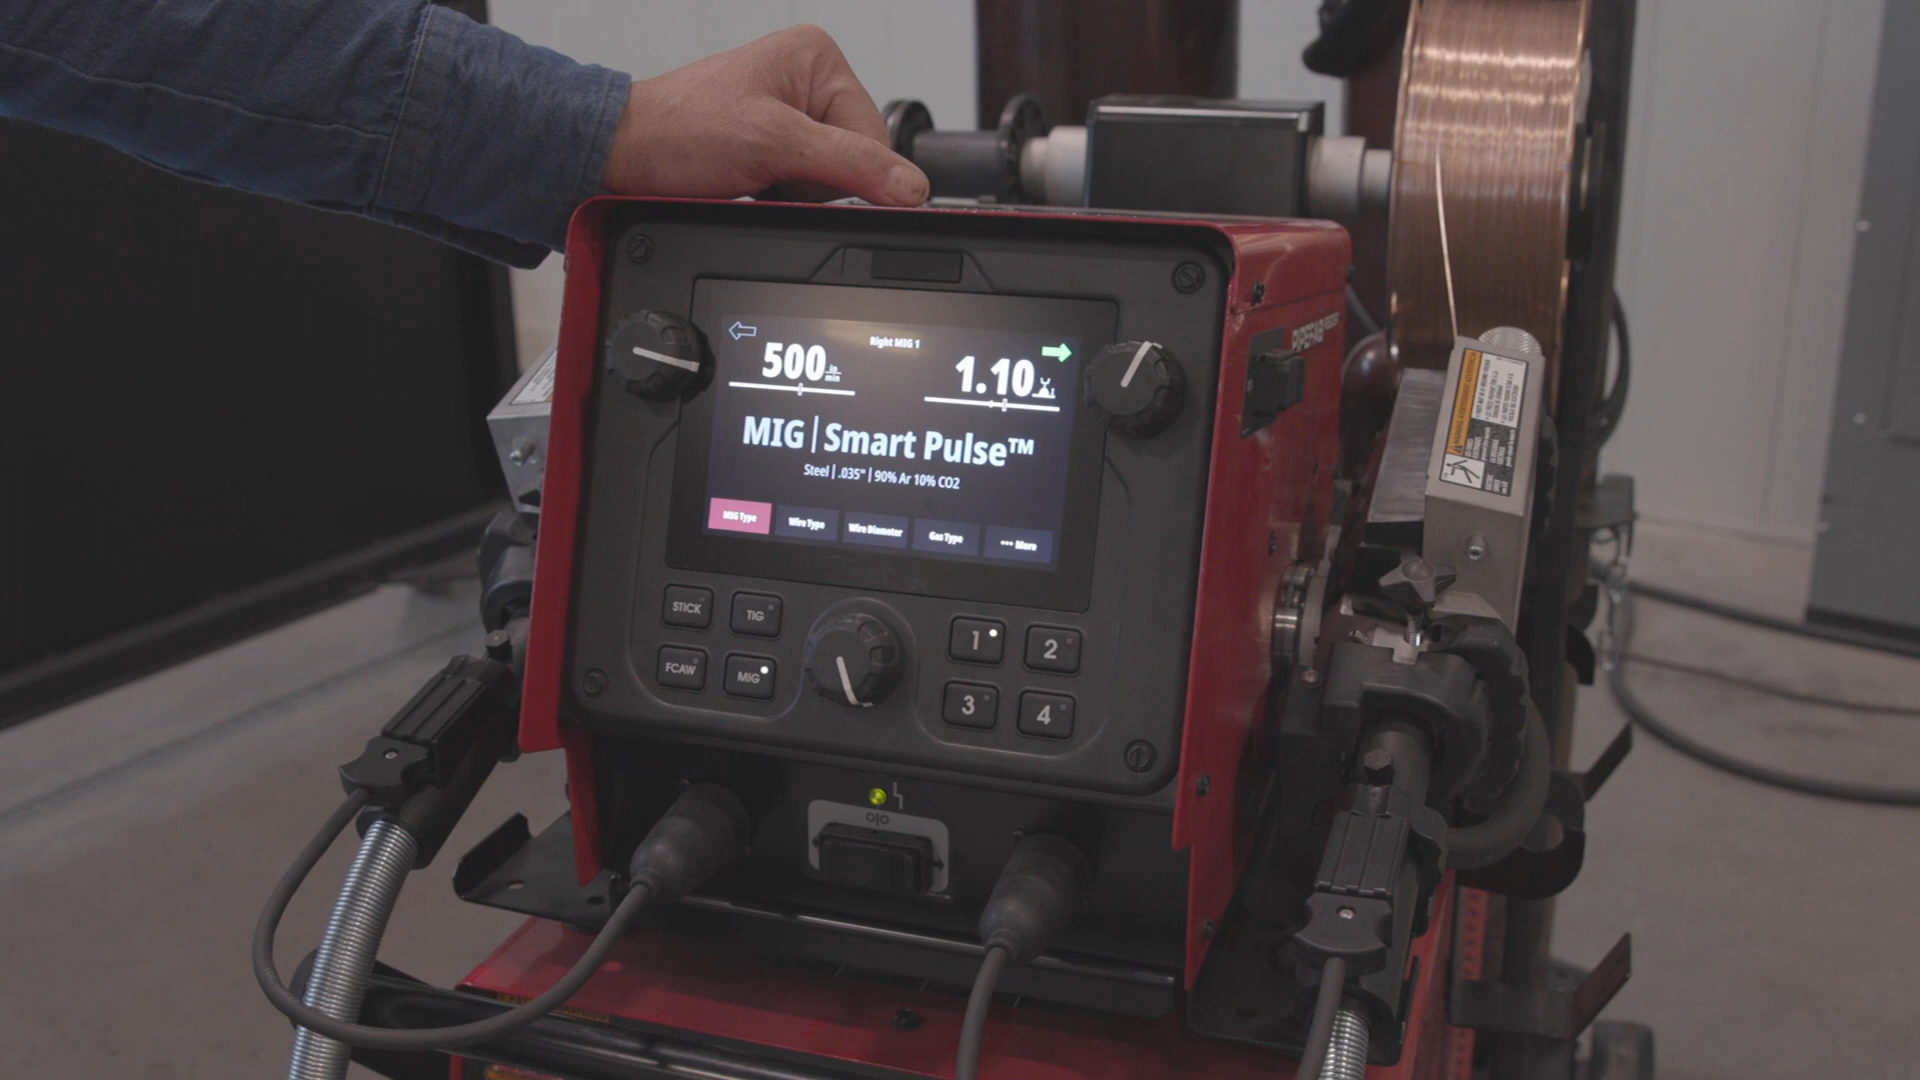 Right MIG 1
500 in/min
1.10
MIG | Smart Pulse™
Steel | .035" | 90% Ar 10% CO2
MIG Type
Wire Type
Wire Diameter
Gas Type
••• More
STICK
TIG
FCAW
MIG
1
2
3
4
PIPEFAB